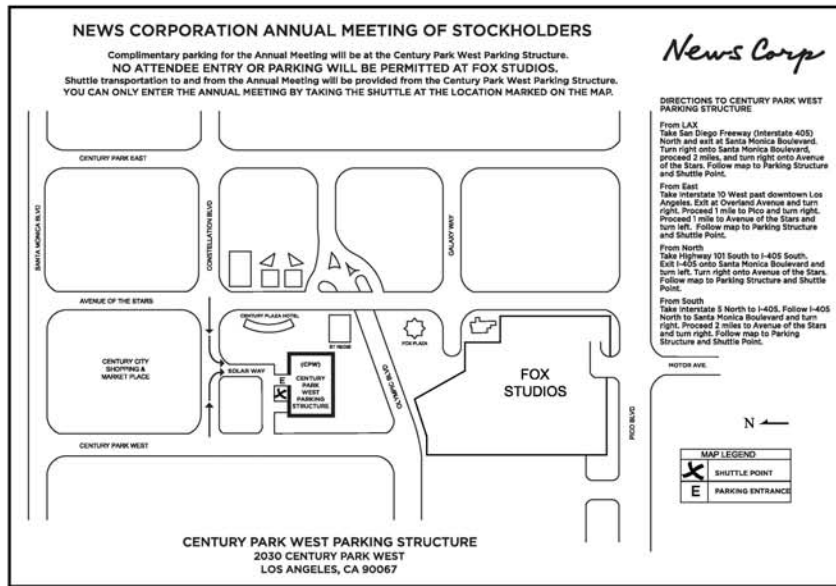 NEWS CORPORATION ANNUAL MEETING OF STOCKHOLDERS
Complimentary parking for the Annual Meeting will be at the Century Park West Parking Structure.
NO ATTENDEE ENTRY OR PARKING WILL BE PERMITTED AT FOX STUDIOS.
Shuttle transportation to and from the Annual Meeting will be provided from the Century Park West Parking Structure.
YOU CAN ONLY ENTER THE ANNUAL MEETING BY TAKING THE SHUTTLE AT THE LOCATION MARKED ON THE MAP.
News Corp
DIRECTIONS TO CENTURY PARK WEST
PARKING STRUCTURE
From LAX
Take San Diego Freeway (Interstate 405)
North and exit at Santa Monica Boulevard.
Turn right onto Santa Monica Boulevard,
proceed 2 miles, and turn right onto Avenue
of the Stars. Follow map to Parking Structure
and Shuttle Point.
From East
Take Interstate 10 West past downtown Los
Angeles. Exit at Overland Avenue and turn
right. Proceed 1 mile to Pico and turn right.
Proceed 1 mile to Avenue of the Stars and
turn left. Follow map to Parking Structure
and Shuttle Point.
From North
Take Highway 101 South to I-405 South.
Exit I-405 onto Santa Monica Boulevard and
turn left. Turn right onto Avenue of the Stars.
Follow map to Parking Structure and Shuttle
Point.
From South
Take Interstate 5 North to I-405. Follow I-405
North to Santa Monica Boulevard and turn
right. Proceed 2 miles to Avenue of the Stars
and turn right. Follow map to Parking
Structure and Shuttle Point.
CENTURY PARK EAST
SANTA MONICA BLVD
CONSTELLATION BLVD
GALAXY WAY
AVENUE OF THE STARS
CENTURY PLAZA HOTEL
ST REGIS
FOX PLAZA
CENTURY CITY
SHOPPING &
MARKET PLACE
SOLAR WAY
E
(CPW)
CENTURY
PARK
WEST
PARKING
STRUCTURE
OLYMPIC BLVD
FOX
STUDIOS
PICO BLVD
MOTOR AVE.
CENTURY PARK WEST
N
MAP LEGEND
SHUTTLE POINT
E PARKING ENTRANCE
CENTURY PARK WEST PARKING STRUCTURE
2030 CENTURY PARK WEST
LOS ANGELES, CA 90067